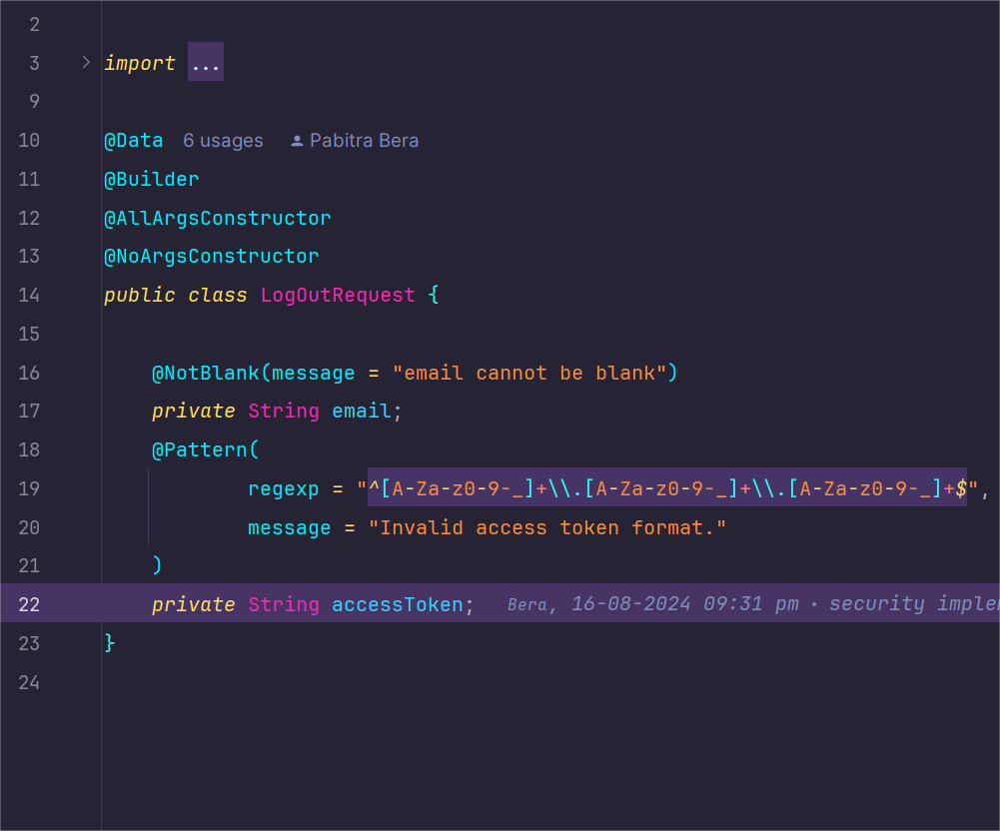 2
3 import ...
9
10 @Data 6 usages Pabitra Bera
11 @Builder
12 @AllArgsConstructor
13 @NoArgsConstructor
14 public class LogOutRequest {
15
16 @NotBlank(message = "email cannot be blank")
17 private String email;
18 @Pattern(
19 regexp = "^[A-Za-z0-9-_]+\\.[A-Za-z0-9-_]+\\.[A-Za-z0-9-_]+$",
20 message = "Invalid access token format."
21 )
22 private String accessToken; Bera, 16-08-2024 09:31 pm • security
23 }
24